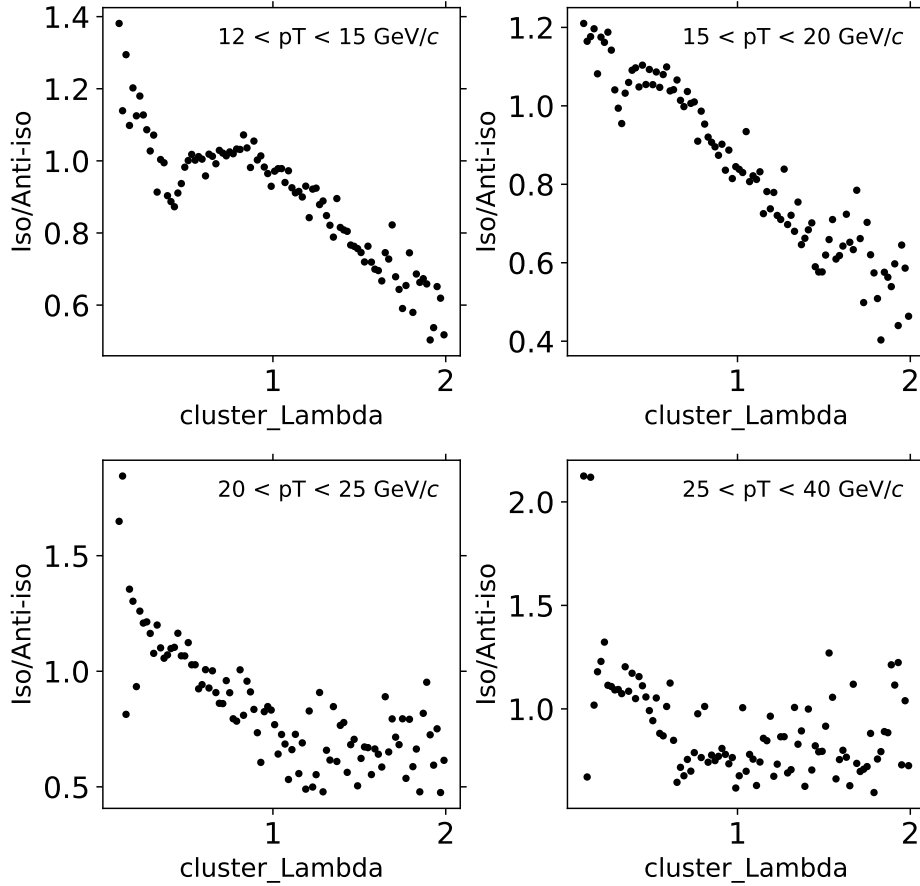 1.4
1.2
1.0
0.8
0.6
12 < pT < 15 GeV/c
Iso/Anti-iso
1
2
cluster_Lambda
1.2
1.0
0.8
0.6
0.4
15 < pT < 20 GeV/c
Iso/Anti-iso
1
2
cluster_Lambda
1.5
1.0
0.5
20 < pT < 25 GeV/c
Iso/Anti-iso
1
2
cluster_Lambda
2.0
1.5
1.0
25 < pT < 40 GeV/c
Iso/Anti-iso
1
2
cluster_Lambda